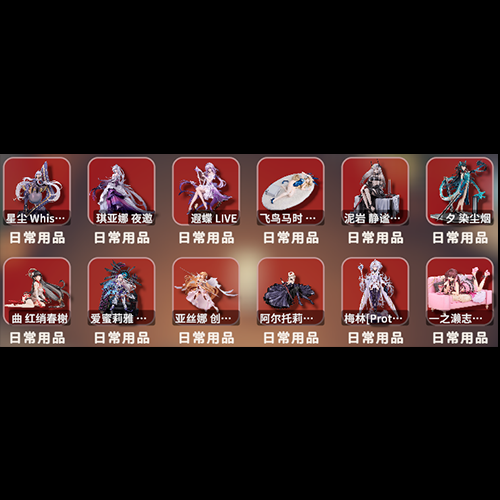 星尘 Whis…
琪亚娜 夜邀
遐蝶 LIVE
飞鸟马时 …
泥岩 静谧…
夕 染尘烟
日常用品
日常用品
日常用品
日常用品
日常用品
日常用品
曲 红绡春榭
爱蜜莉雅 …
亚丝娜 创…
阿尔托莉…
梅林[Prot…
一之濑志…
日常用品
日常用品
日常用品
日常用品
日常用品
日常用品